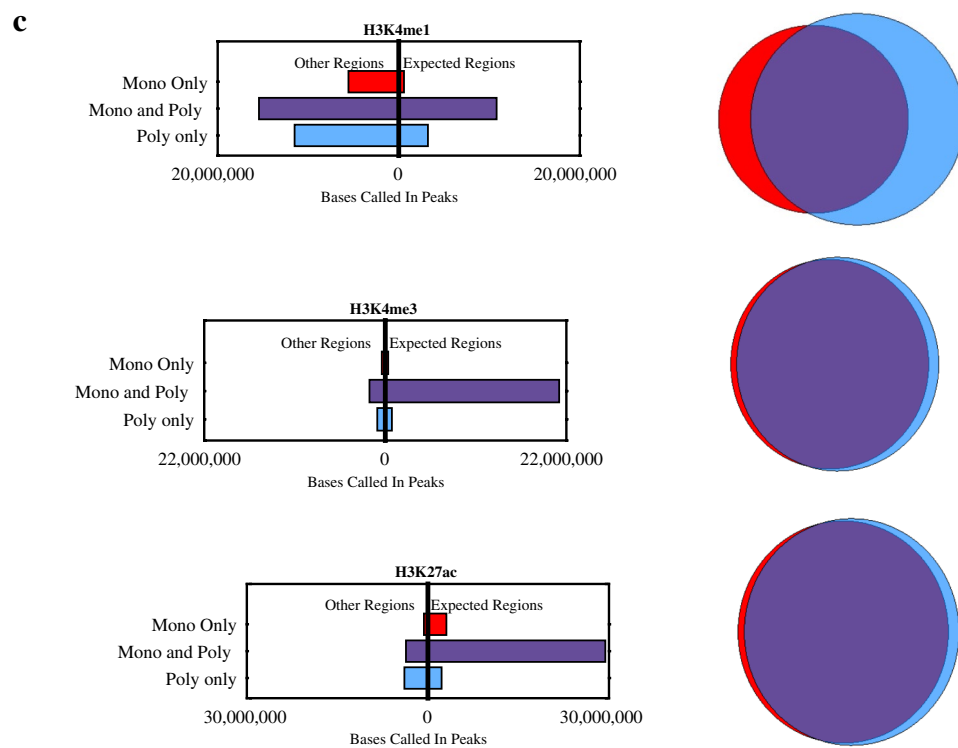 c
H3K4me1
Other Regions Expected Regions
Mono Only
Mono and Poly
Poly only
20,000,000 0 20,000,000
Bases Called In Peaks
H3K4me3
Other Regions Expected Regions
Mono Only
Mono and Poly
Poly only
22,000,000 0 22,000,000
Bases Called In Peaks
H3K27ac
Other Regions Expected Regions
Mono Only
Mono and Poly
Poly only
30,000,000 0 30,000,000
Bases Called In Peaks